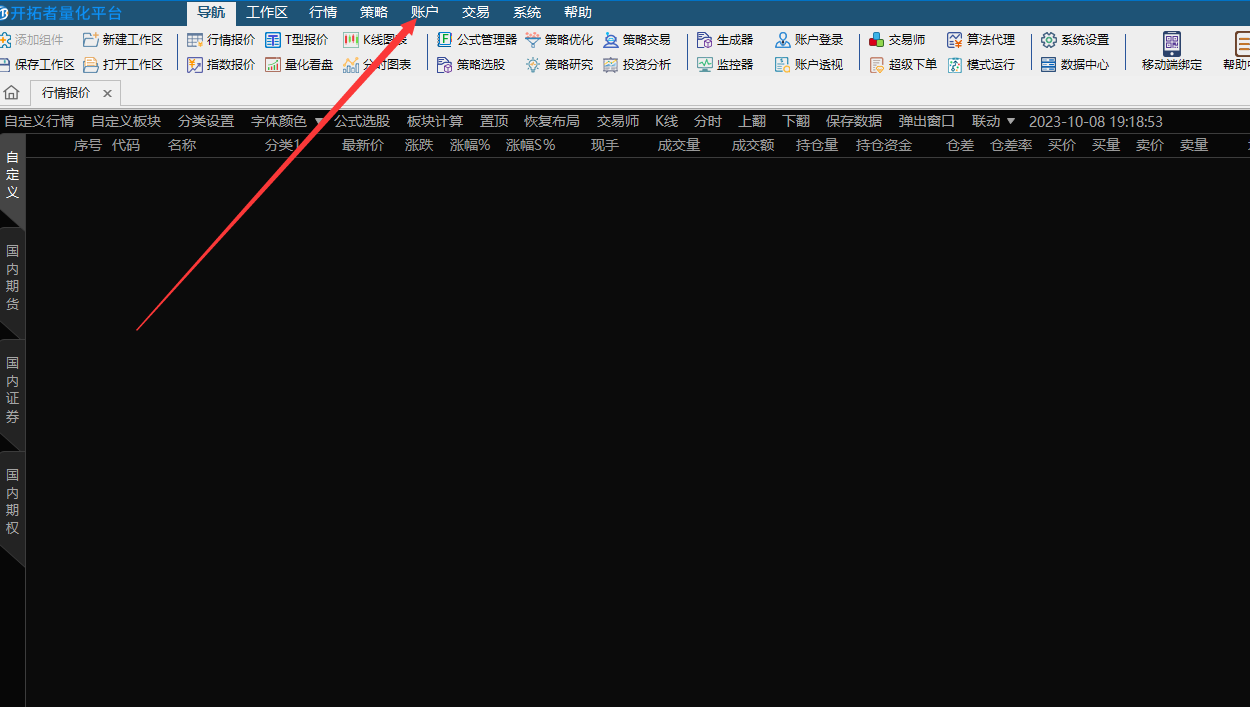 开拓者量化平台 导航 工作区 行情 策略 账户 交易 系统 帮助
添加组件 新建工作区 行情报价 T型报价 K线图表 公式管理器 策略优化 策略交易 生成器 账户登录 交易师 算法代理 系统设置
保存工作区 打开工作区 指数报价 量化看盘 分时图表 策略选股 策略研究 投资分析 监控器 账户透视 超级下单 模式运行 数据中心 移动端绑定 帮助中
行情报价
自定义行情 自定义板块 分类设置 字体颜色 公式选股 板块计算 置顶 恢复布局 交易师 K线 分时 上翻 下翻 保存数据 弹出窗口 联动 2023-10-08 19:18:53
序号 代码 名称 分类1 最新价 涨跌 涨幅% 涨幅S% 现手 成交量 成交额 持仓量 持仓资金 仓差 仓差率 买价 买量 卖价 卖量
自定义
国内期货
国内证券
国内期权